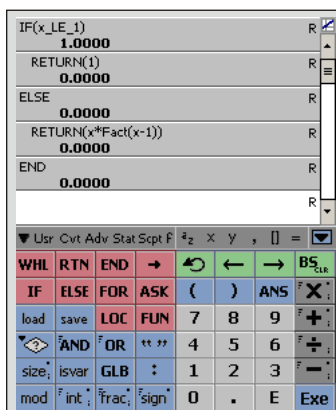 IF(x_LE_1) R
1.0000
RETURN(1) R
0.0000
ELSE R
0.0000
RETURN(x*Fact(x-1)) R
0.0000
END R
0.0000
R
Usr Cvt Adv Stat Scpt F az x y , [] =
WHL RTN END → ← → BS CLR
IF ELSE FOR ASK ( ) ANS X
load save LOC FUN 7 8 9 +
AND OR “ ” 4 5 6 ÷
size; isvar GLB : 1 2 3 −
mod int; frac; sign 0 . E Exe